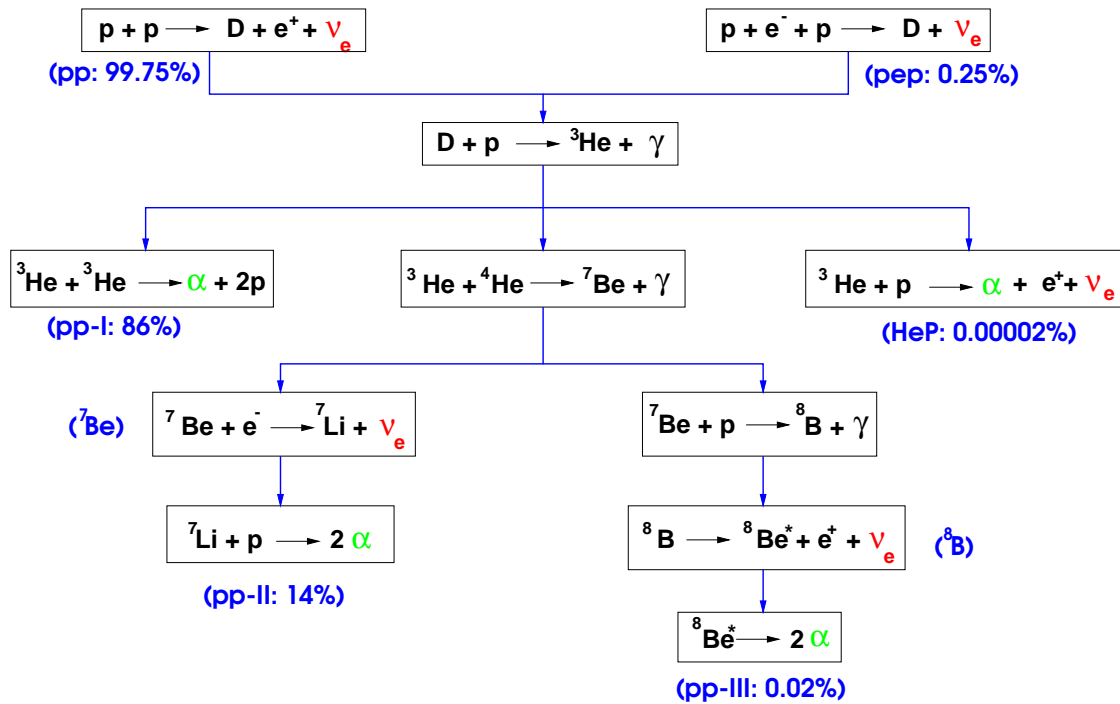 p + p ⟶ D + e⁺ + νₑ
p + e⁻ + p ⟶ D + νₑ
(pp: 99.75%)
(pep: 0.25%)
D + p ⟶ ³He + γ
³He + ³He ⟶ α + 2p
³He + ⁴He ⟶ ⁷Be + γ
³He + p ⟶ α + e⁺ + νₑ
(pp-I: 86%)
(HeP: 0.00002%)
(⁷Be)
⁷Be + e⁻ ⟶ ⁷Li + νₑ
⁷Be + p ⟶ ⁸B + γ
⁷Li + p ⟶ 2 α
⁸B ⟶ ⁸Be* + e⁺ + νₑ
(⁸B)
(pp-II: 14%)
⁸Be* ⟶ 2 α
(pp-III: 0.02%)